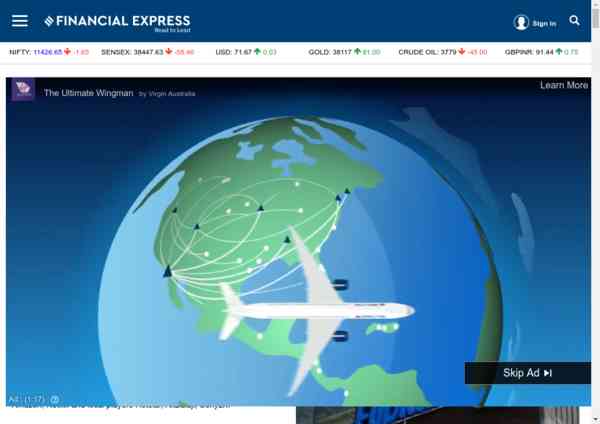 FINANCIAL EXPRESS
Read to Lead
Sign In
NIFTY: 11426.65 -1.65 SENSEX: 38447.63 -55.46 USD: 71.67 0.03 GOLD: 38117 81.00 CRUDE OIL: 3779 -45.00 GBPINR: 91.44 0.75
The Ultimate Wingman by Virgin Australia
Learn More
Skip Ad
Ad : (1:17)